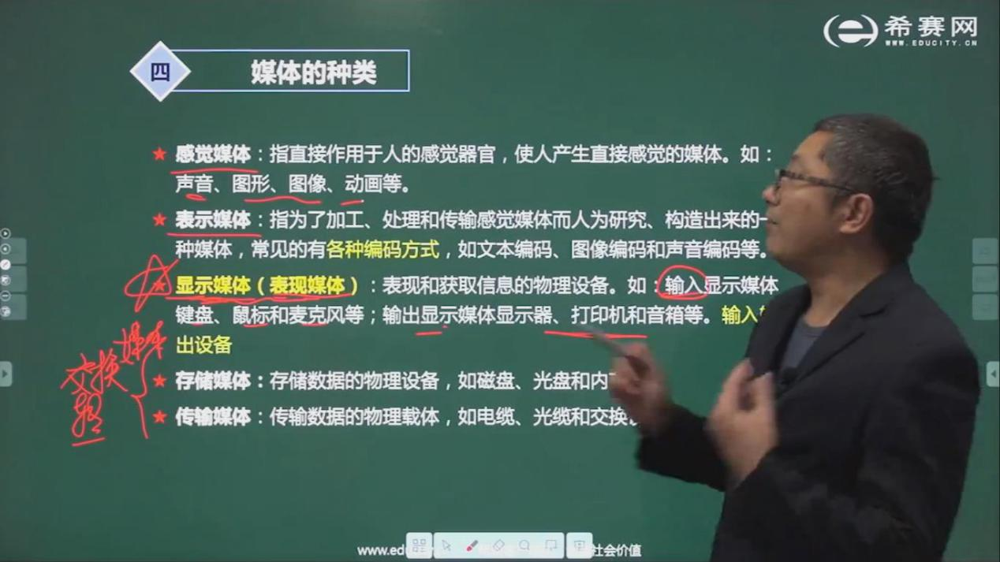 希赛网
WWW.EDUCITY.CN
四
媒体的种类
感觉媒体：指直接作用于人的感觉器官，使人产生直接感觉的媒体。如：
声音、图形、图像、动画等。
表示媒体：指为了加工、处理和传输感觉媒体而人为研究、构造出来的一
种媒体，常见的有各种编码方式，如文本编码、图像编码和声音编码等。
显示媒体（表现媒体）：表现和获取信息的物理设备。如：输入显示媒体
键盘、鼠标和麦克风等；输出显示媒体显示器、打印机和音箱等。输入
出设备
存储媒体：存储数据的物理设备，如磁盘、光盘和内
传输媒体：传输数据的物理载体，如电缆、光缆和交换
交换
媒体
www.edu
社会价值